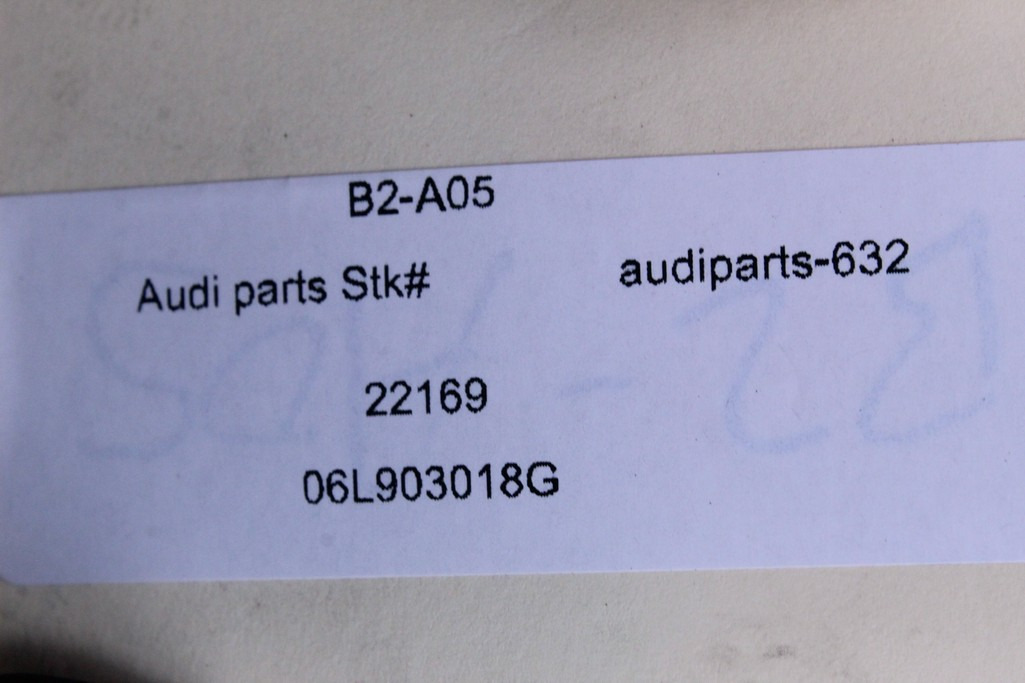 B2-A05
Audi parts Stk# audiparts-632
22169
06L903018G